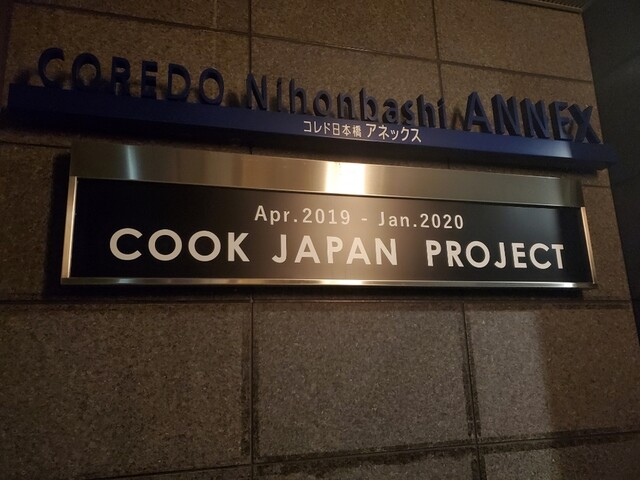 COREDO Nihonbashi ANNEX
コレド日本橋 アネックス
Apr.2019 - Jan.2020
COOK JAPAN PROJECT